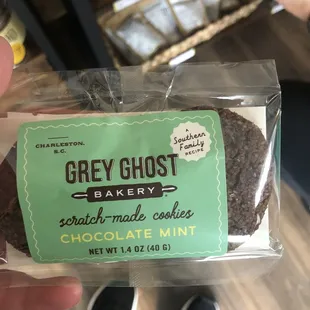 CHARLESTON,
S.C.
A
Southern
Family
RECIPE
GREY GHOST
BAKERY
scratch-made cookies
CHOCOLATE MINT
NET WT 1.4 OZ (40 G)